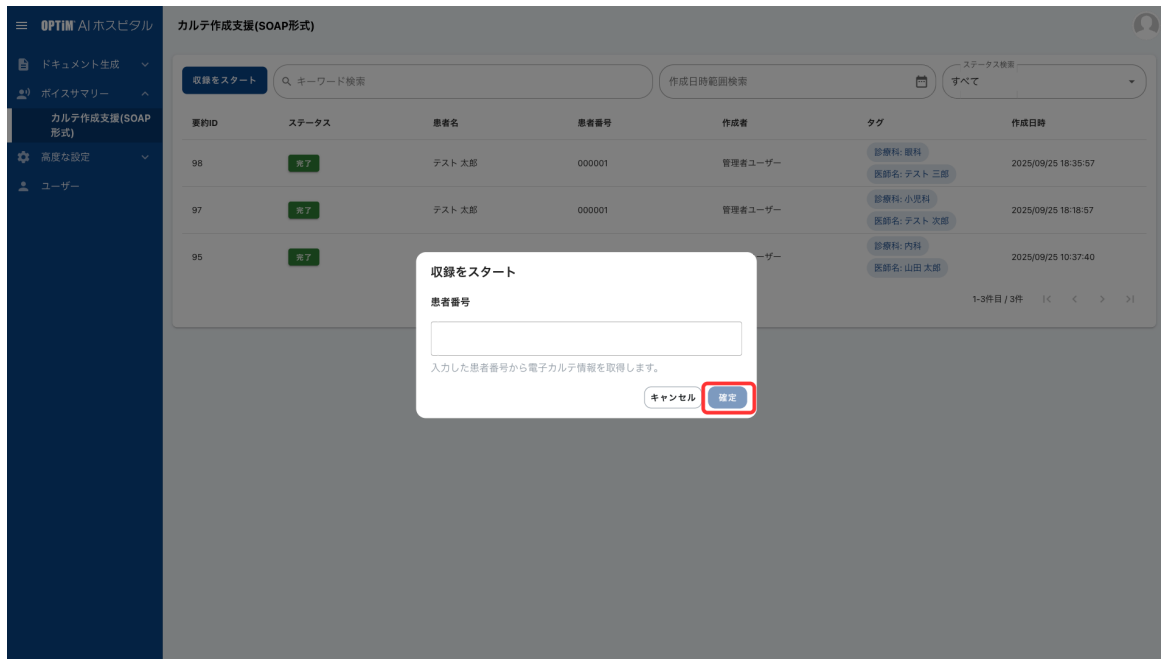 OPTiM AI ホスピタル
カルテ作成支援(SOAP形式)
ドキュメント生成
ボイスサマリー
カルテ作成支援(SOAP
形式)
高度な設定
ユーザー
収録をスタート
キーワード検索
作成日時範囲検索
ステータス検索
すべて
要約ID ステータス 患者名 患者番号 作成者 タグ 作成日時
98 完了 テスト 太郎 000001 管理者ユーザー 診療科: 眼科 医師名: テスト 三郎 2025/09/25 18:35:57
97 完了 テスト 太郎 000001 管理者ユーザー 診療科: 小児科 医師名: テスト 次郎 2025/09/25 18:18:57
95 完了 ーザー 診療科: 内科 医師名: 山田 太郎 2025/09/25 10:37:40
1-3件目 / 3件
収録をスタート
患者番号
入力した患者番号から電子カルテ情報を取得します。
キャンセル
確定